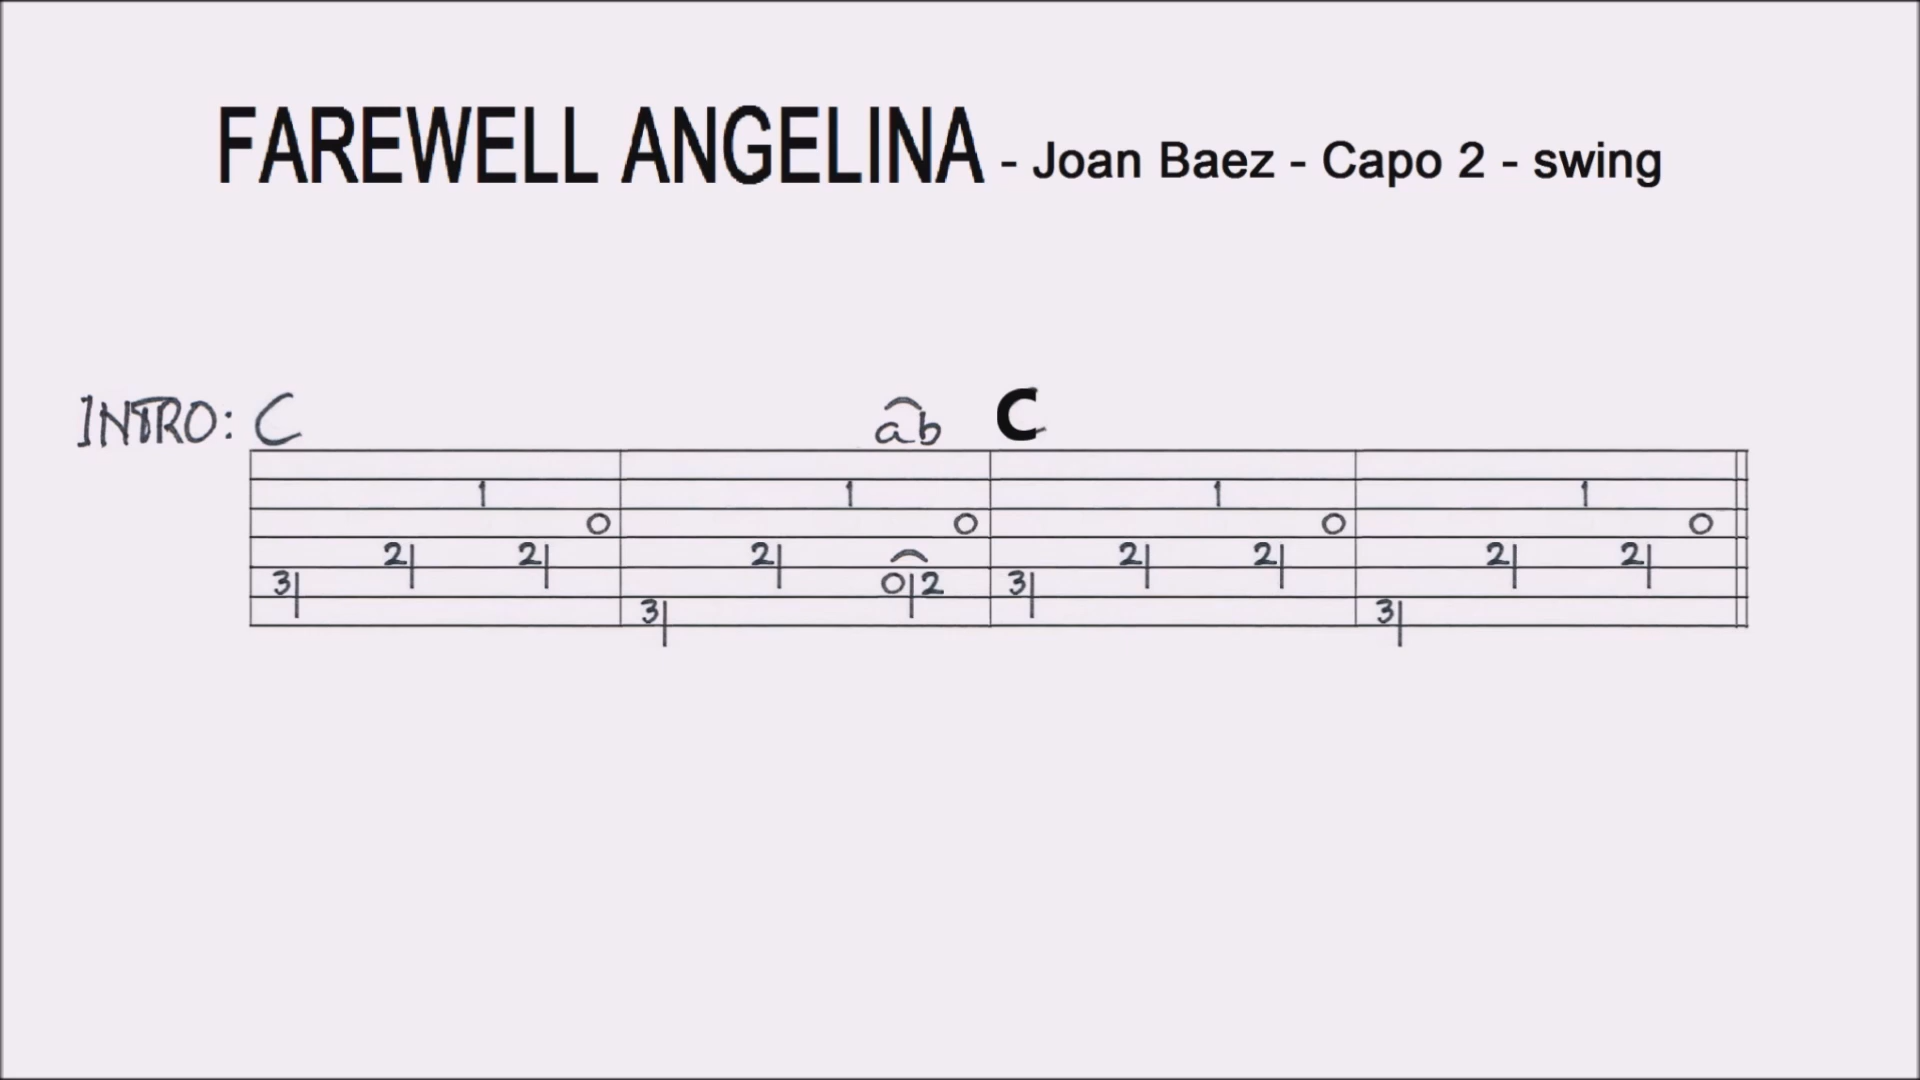 FAREWELL ANGELINA - Joan Baez - Capo 2 - swing
INTRO: C ab C
1 1 1 1
0 0 0 0
2 2 2 2 2 2 2
3 0 2 3
3 3